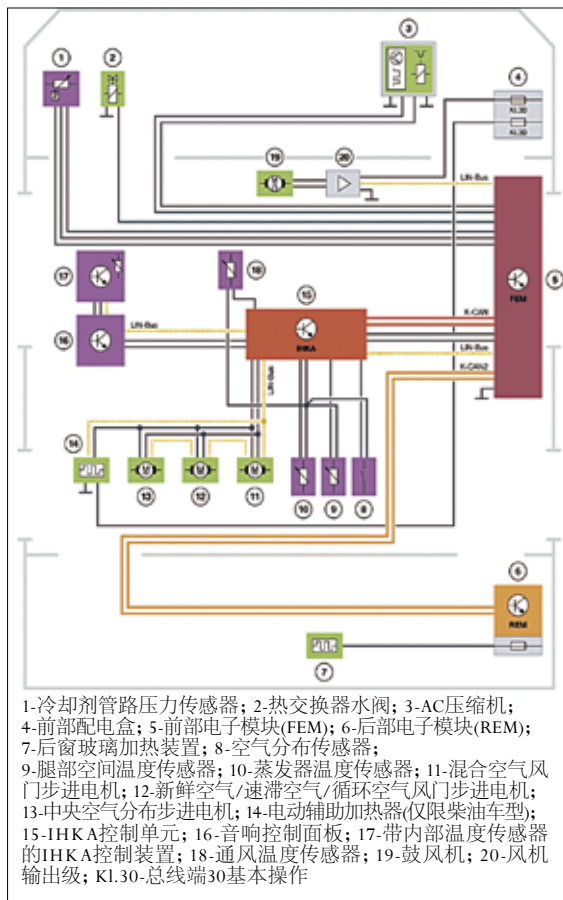 1
2
3
4
Kl.30
Kl.30
19
20
LIN-Bus
17
18
15
5
FEM
K-CAN
16
LIN-Bus
IHKA
LIN-Bus
K-CAN2
LIN-Bus
14
M
M
M
13
12
11
10
9
8
6
REM
7
1-冷却剂管路压力传感器; 2-热交换器水阀; 3-AC压缩机;
4-前部配电盒; 5-前部电子模块(FEM); 6-后部电子模块(REM);
7-后窗玻璃加热装置; 8-空气分布传感器;
9-腿部空间温度传感器; 10-蒸发器温度传感器; 11-混合空气风
门步进电机; 12-新鲜空气/速滞空气/循环空气风门步进电机;
13-中央空气分布步进电机; 14-电动辅助加热器(仅限柴油车型);
15-IHKA控制单元; 16-音响控制面板; 17-带内部温度传感器
的IHKA控制装置; 18-通风温度传感器; 19-鼓风机; 20-风机
输出级; Kl.30-总线端30基本操作